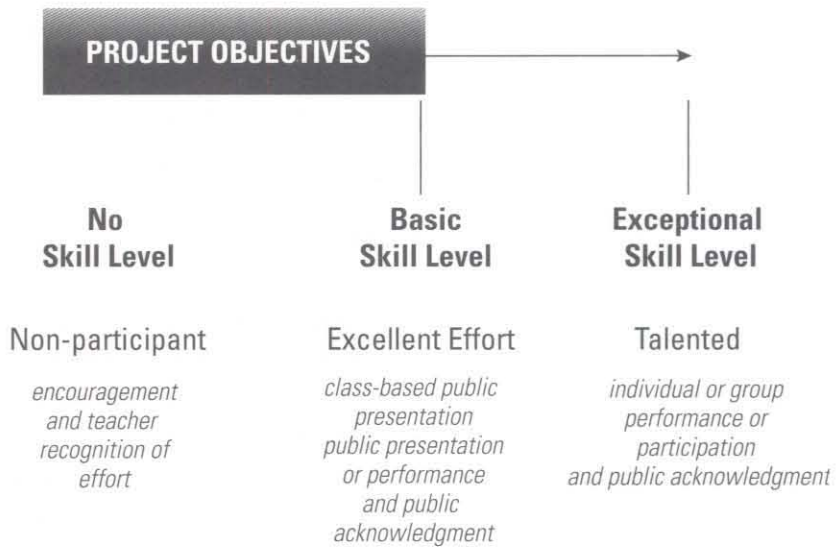 PROJECT OBJECTIVES
No
Skill Level
Non-participant
encouragement
and teacher
recognition of
effort
Basic
Skill Level
Excellent Effort
class-based public
presentation
public presentation
or performance
and public
acknowledgment
Exceptional
Skill Level
Talented
individual or group
performance or
participation
and public acknowledgment